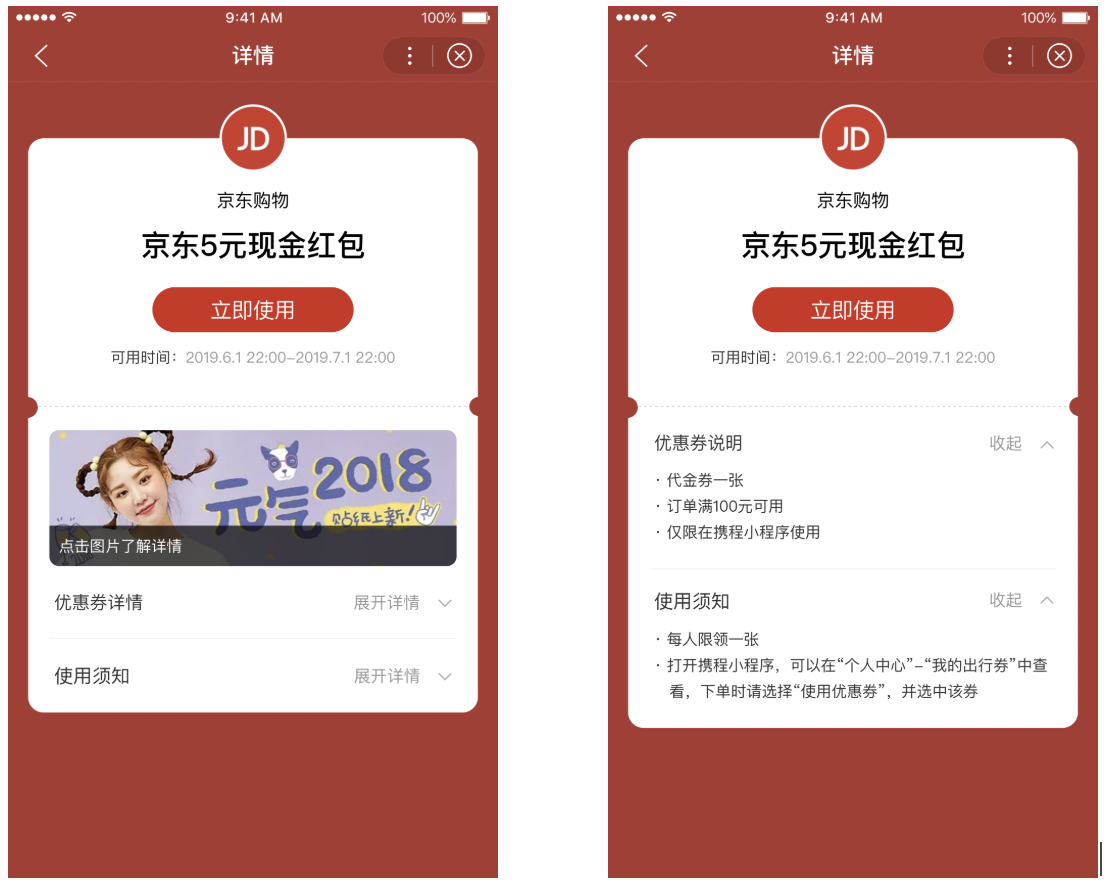 9:41 AM
100%
详情
JD
京东购物
京东5元现金红包
立即使用
可用时间：2019.6.1 22:00-2019.7.1 22:00
元气2018
贴纸上新!
点击图片了解详情
优惠券详情
展开详情
使用须知
展开详情
9:41 AM
100%
详情
JD
京东购物
京东5元现金红包
立即使用
可用时间：2019.6.1 22:00-2019.7.1 22:00
优惠券说明
收起
· 代金券一张
· 订单满100元可用
· 仅限在携程小程序使用
使用须知
收起
· 每人限领一张
· 打开携程小程序，可以在“个人中心”-“我的出行券”中查
看，下单时请选择“使用优惠券”，并选中该券